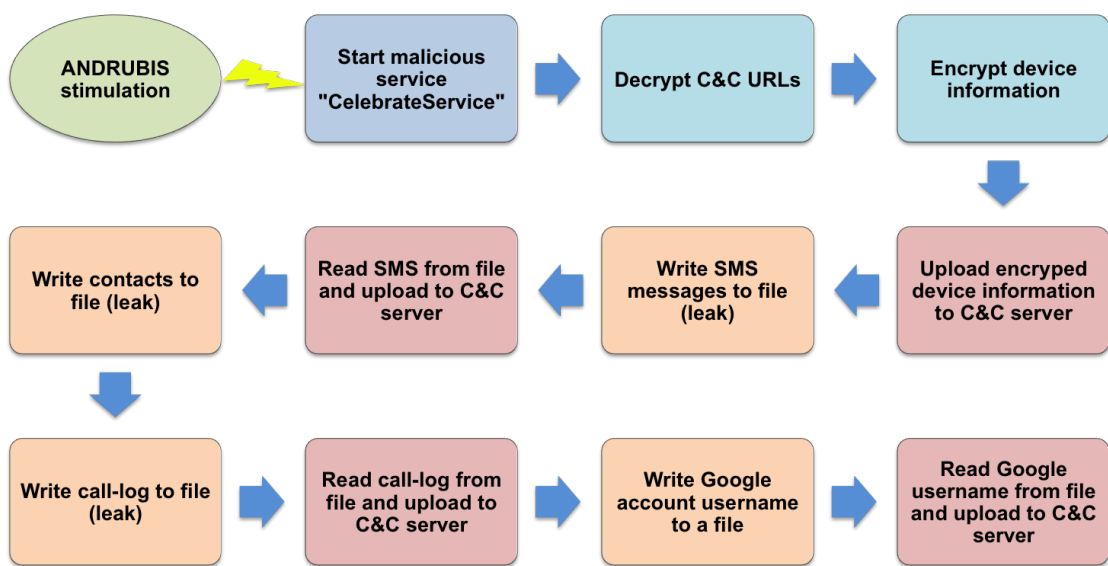 ANDRUBIS
stimulation
Start malicious
service
"CelebrateService"
Decrypt C&C URLs
Encrypt device
information
Upload encryped
device information
to C&C server
Write SMS
messages to file
(leak)
Read SMS from file
and upload to C&C
server
Write contacts to
file (leak)
Write call-log to file
(leak)
Read call-log from
file and upload to
C&C server
Write Google
account username
to a file
Read Google
username from file
and upload to C&C
server